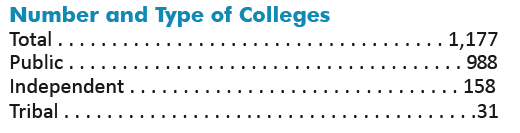 Number and Type of Colleges
Total . . . . . . . . . . . . . . . . . . . . . . . . . . . . . . . . . . . . 1,177
Public . . . . . . . . . . . . . . . . . . . . . . . . . . . . . . . . . . . . . 988
Independent . . . . . . . . . . . . . . . . . . . . . . . . . . . . . . . 158
Tribal . . . . . . . . . . . . . . . . . . . . . . . . . . . . . . . . . . . . . . .31